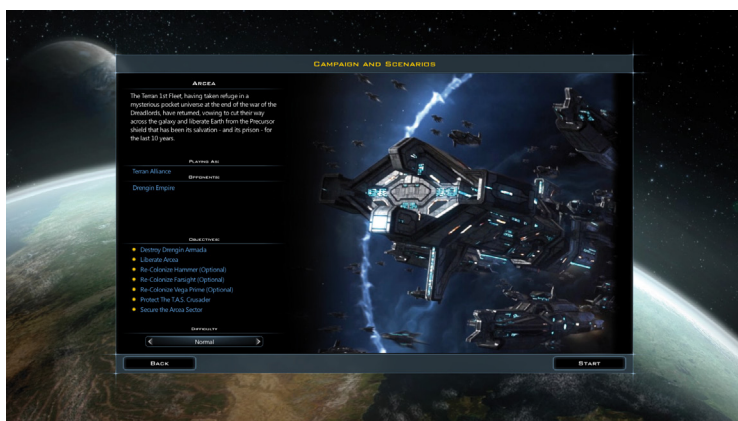 CAMPAIGN AND SCENARIOS
ARCEA
The Terran 1st Fleet, having taken refuge in a
mysterious pocket universe at the end of the war of the
Dreadlords, have returned, vowing to cut their way
across the galaxy and liberate Earth from the Precursor
shield that has been its salvation - and its prison - for
the last 10 years.
PLAYING AS:
Terran Alliance
OPPONENTS:
Drengin Empire
OBJECTIVES:
Destroy Drengin Armada
Liberate Arcea
Re-Colonize Hammer (Optional)
Re-Colonize Farsight (Optional)
Re-Colonize Vega Prime (Optional)
Protect The T.A.S. Crusader
Secure the Arcea Sector
DIFFICULTY
Normal
BACK
START